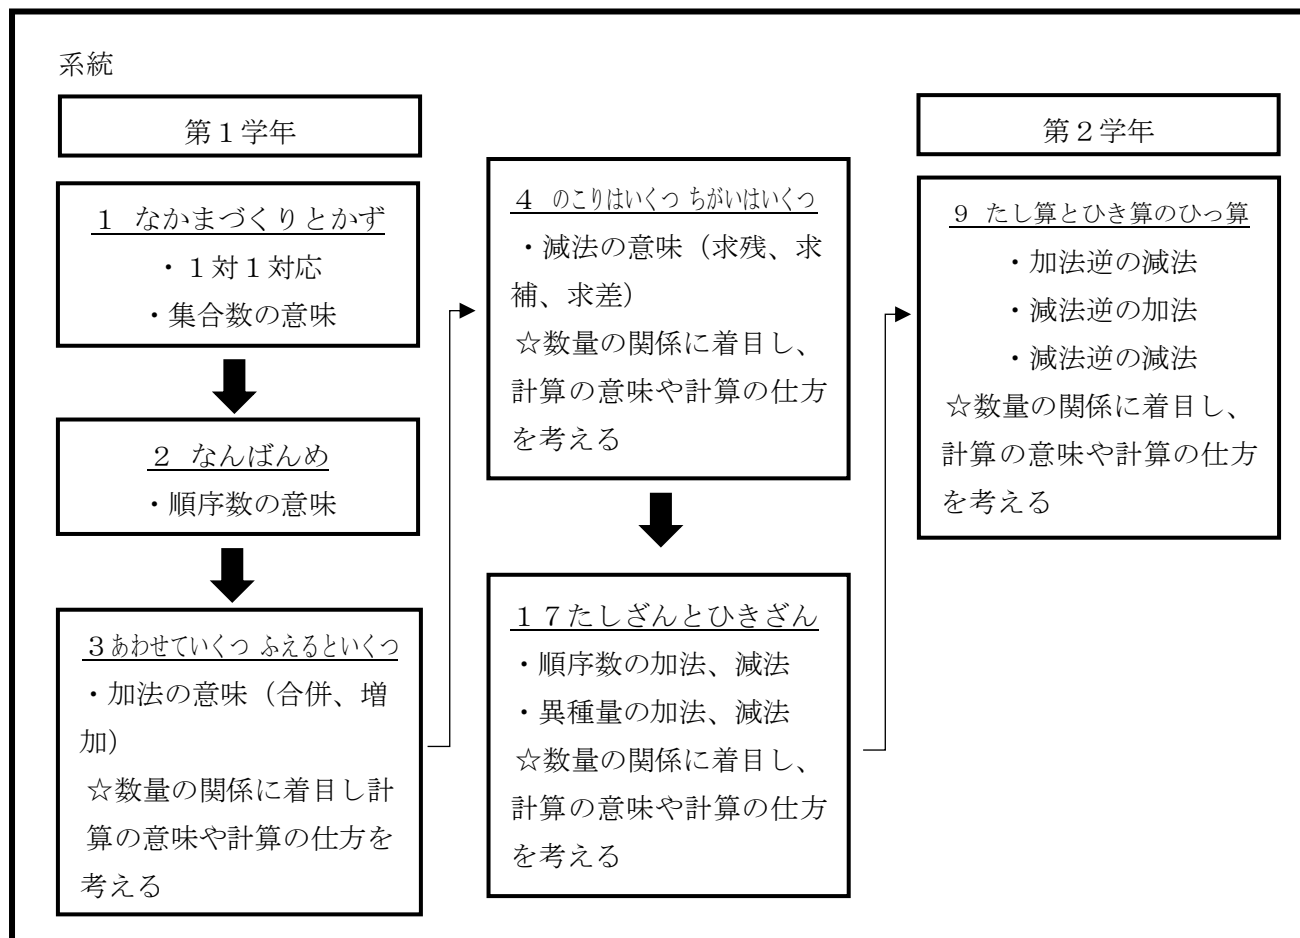 系統
第１学年
１ なかまづくりとかず
・１対１対応
・集合数の意味
２ なんばんめ
・順序数の意味
３あわせていくつ ふえるといくつ
・加法の意味（合併、増
加）
☆数量の関係に着目し計
算の意味や計算の仕方を
考える
４ のこりはいくつ ちがいはいくつ
・減法の意味（求残、求
補、求差）
☆数量の関係に着目し、
計算の意味や計算の仕方
を考える
１７たしざんとひきざん
・順序数の加法、減法
・異種量の加法、減法
☆数量の関係に着目し、
計算の意味や計算の仕方
を考える
第２学年
９ たし算とひき算のひっ算
・加法逆の減法
・減法逆の加法
・減法逆の減法
☆数量の関係に着目し、
計算の意味や計算の仕方
を考える